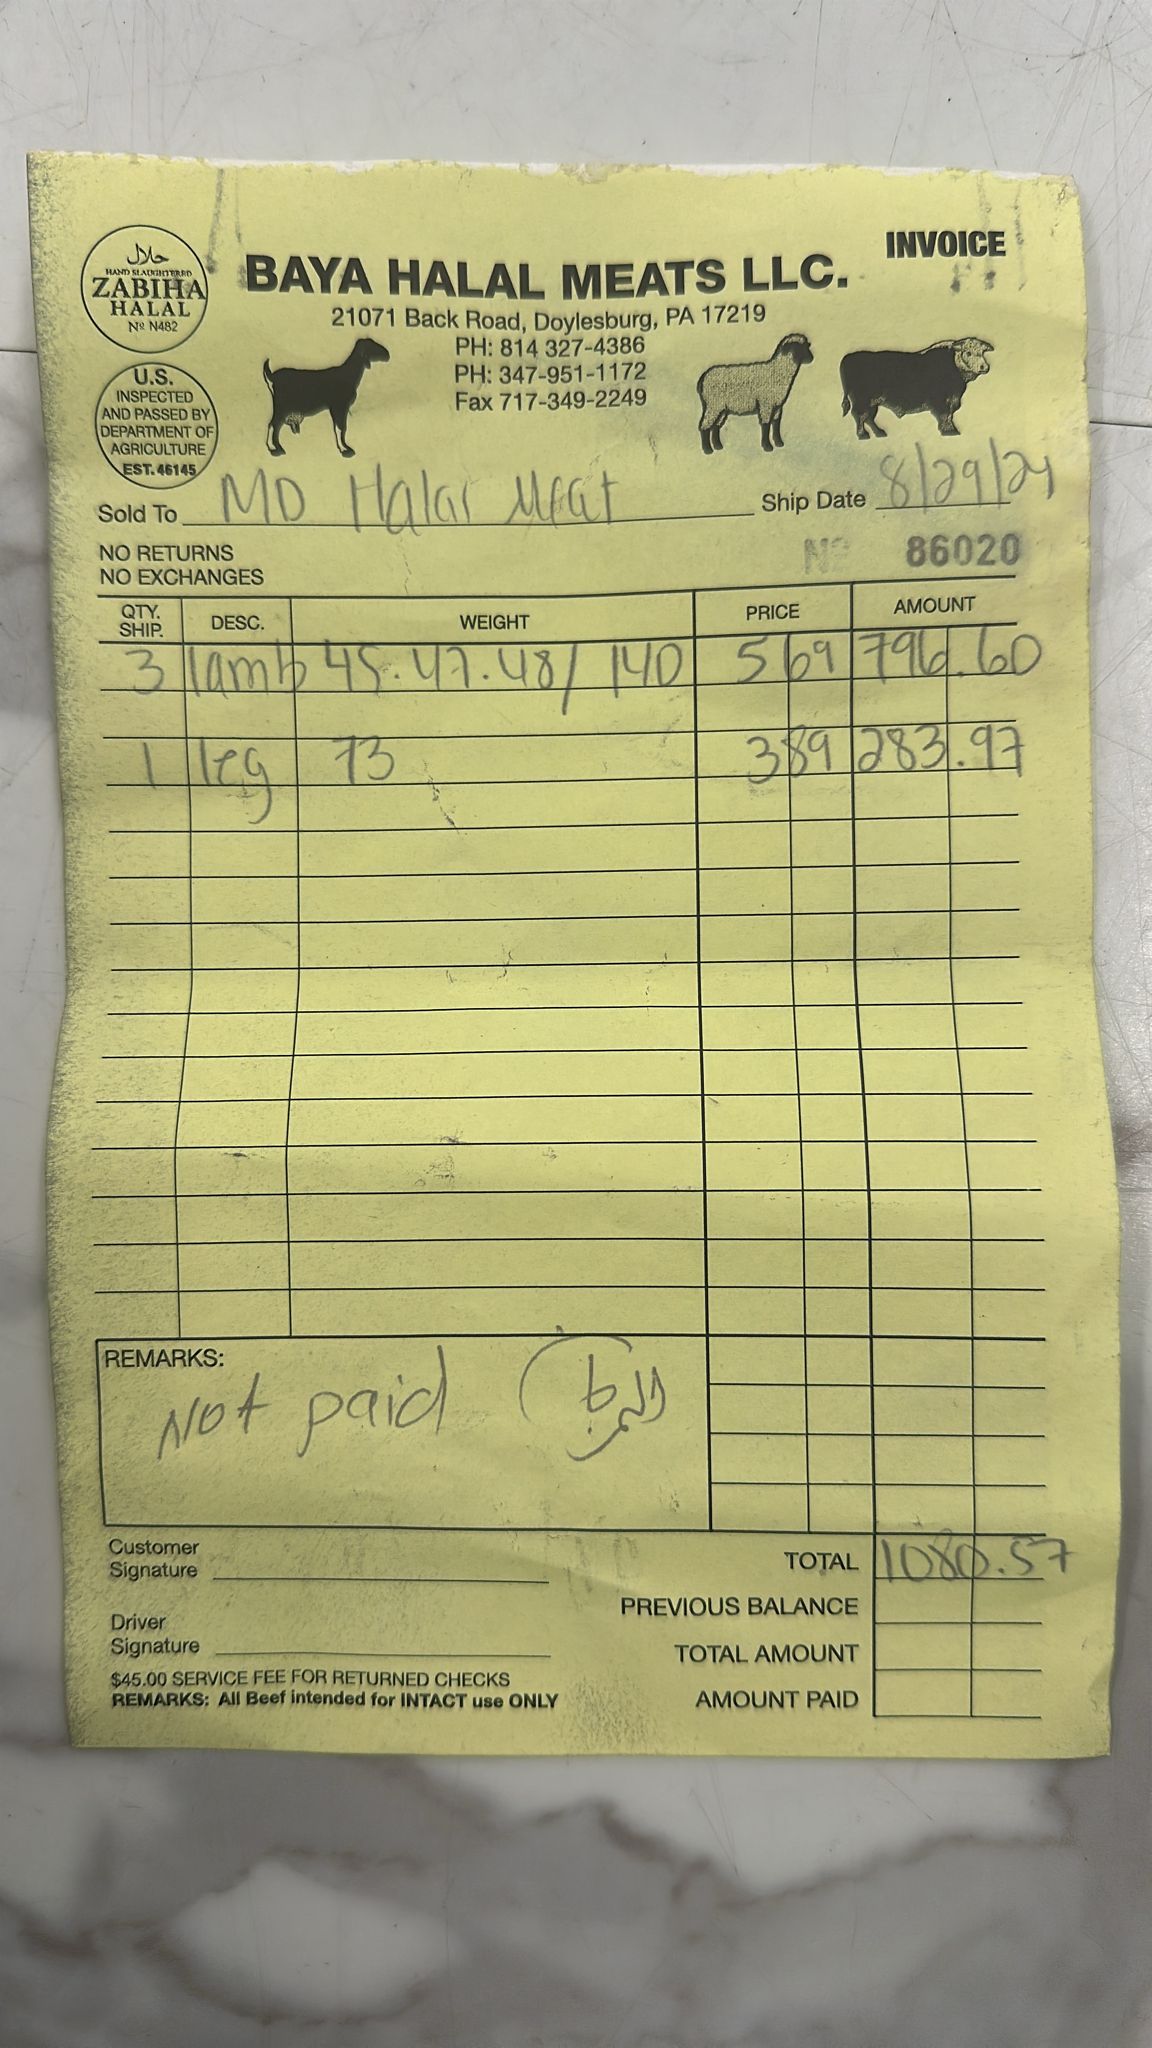 INVOICE
حلال
HAND SLAUGHTERED
ZABIHA
HALAL
Nº N482
BAYA HALAL MEATS LLC.
21071 Back Road, Doylesburg, PA 17219
PH: 814 327-4386
PH: 347-951-1172
Fax 717-349-2249
U.S.
INSPECTED
AND PASSED BY
DEPARTMENT OF
AGRICULTURE
EST. 46145
Sold To MD Halal Meat Ship Date 8/29/24
NO RETURNS
NO EXCHANGES
Nº 86020
QTY. SHIP. DESC. WEIGHT PRICE AMOUNT
3 lamb 45.47.48/ 140 5 69 796.60
1 leg 73 3 89 283.97
REMARKS:
Not paid
Customer
Signature
TOTAL 1080.57
PREVIOUS BALANCE
Driver
Signature
TOTAL AMOUNT
$45.00 SERVICE FEE FOR RETURNED CHECKS
REMARKS: All Beef intended for INTACT use ONLY
AMOUNT PAID